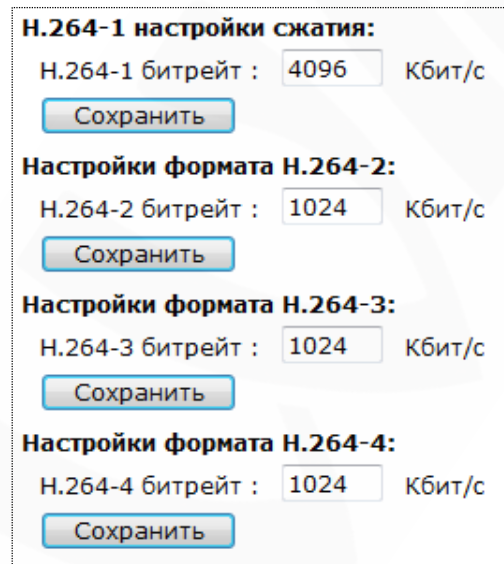 H.264-1 настройки сжатия:
H.264-1 битрейт : 4096 Кбит/с
Сохранить
Настройки формата H.264-2:
H.264-2 битрейт : 1024 Кбит/с
Сохранить
Настройки формата H.264-3:
H.264-3 битрейт : 1024 Кбит/с
Сохранить
Настройки формата H.264-4:
H.264-4 битрейт : 1024 Кбит/с
Сохранить